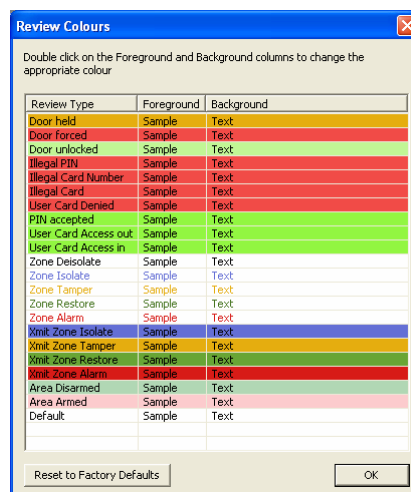 Review Colours
Double click on the Foreground and Background columns to change the
appropriate colour
Review Type Foreground Background
Door held Sample Text
Door forced Sample Text
Door unlocked Sample Text
Illegal PIN Sample Text
Illegal Card Number Sample Text
Illegal Card Sample Text
User Card Denied Sample Text
PIN accepted Sample Text
User Card Access out Sample Text
User Card Access in Sample Text
Zone Deisolate Sample Text
Zone Isolate Sample Text
Zone Tamper Sample Text
Zone Restore Sample Text
Zone Alarm Sample Text
Xmit Zone Isolate Sample Text
Xmit Zone Tamper Sample Text
Xmit Zone Restore Sample Text
Xmit Zone Alarm Sample Text
Area Disarmed Sample Text
Area Armed Sample Text
Default Sample Text
Reset to Factory Defaults OK